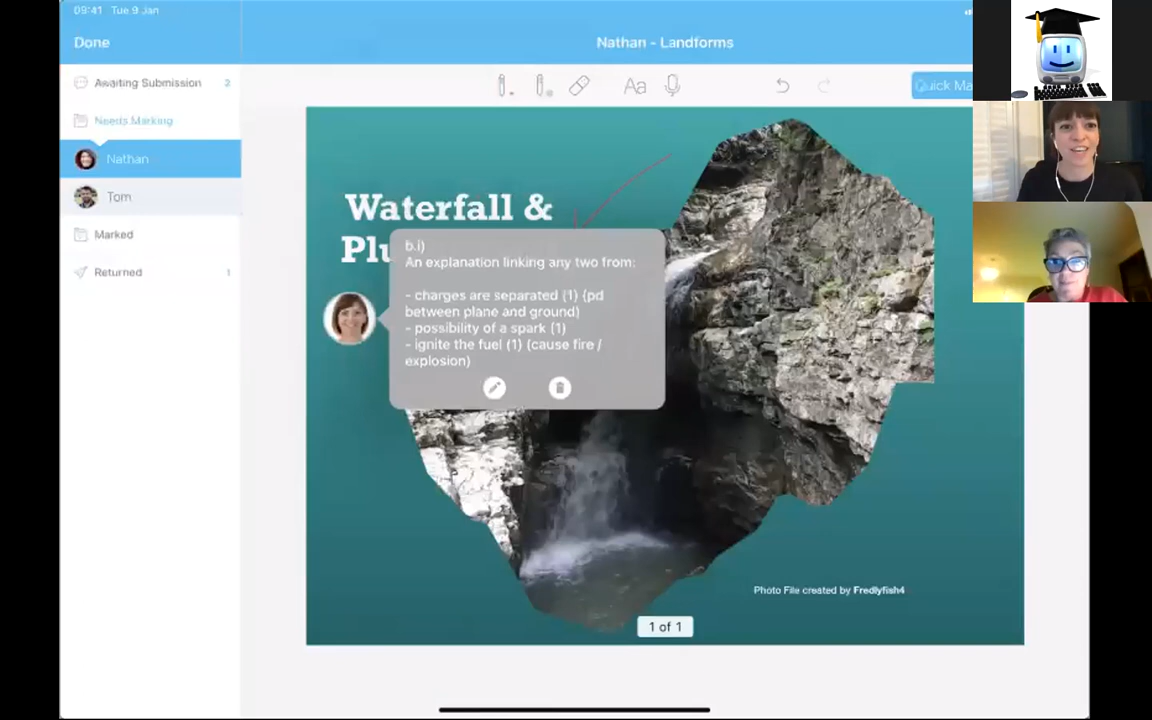 09:41 Tue 9 Jan
Done
Nathan - Landforms
Awaiting Submission 2
Needs Marking
Nathan
Tom
Marked
Returned 1
Aa
Quick Ma
Waterfall &
b.i)
An explanation linking any two from:
- charges are separated (1) (pd
between plane and ground)
- possibility of a spark (1)
- ignite the fuel (1) (cause fire /
explosion)
Photo File created by Fredlyfish4
1 of 1